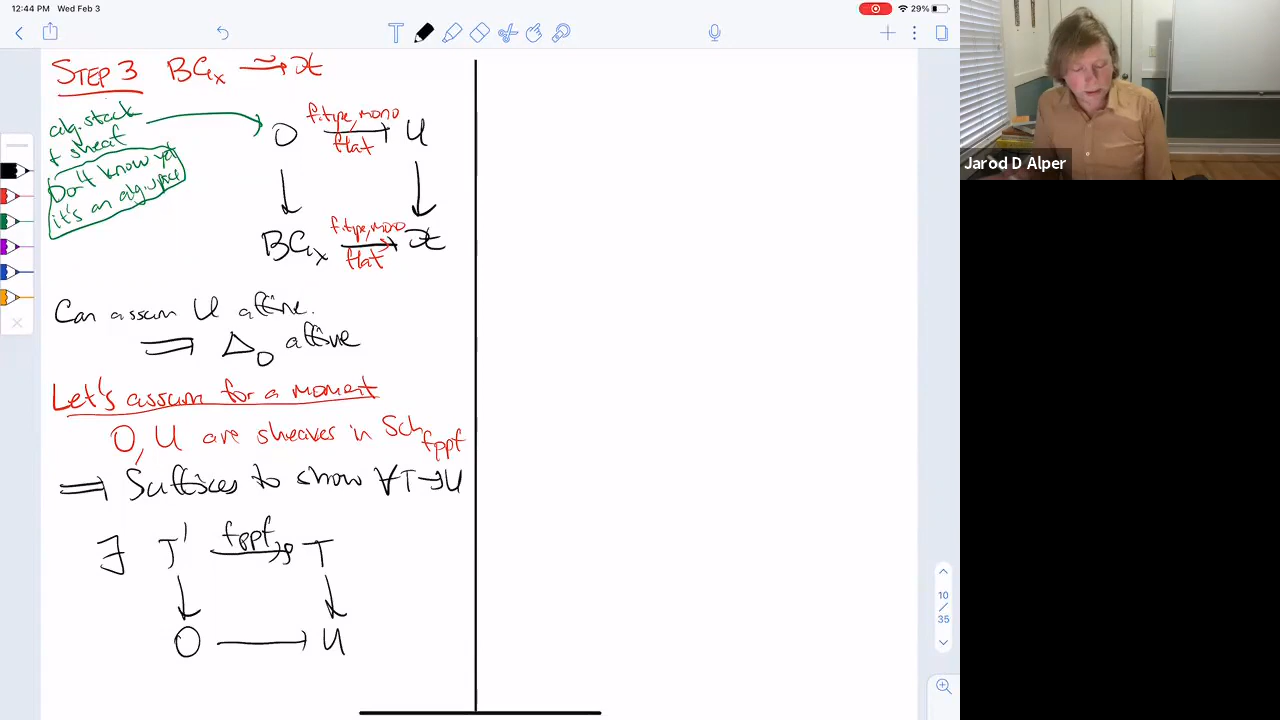 12:44 PM Wed Feb 3
29%
STEP 3 BG_x ⥲ 𝒳
alg. stack
+ sheaf
Don't know yet
it's an alg. space
O f.type, mono flat → U
BG_x f.type, mono flat → 𝒳
Can assum U affine.
⟹ Δ_O affine
Let's assum for a moment
O, U are sheaves in Sch_fppf
⟹ Suffices to show ∀T→U
∃ T' fppf ↠ T
O → U
10
/
35
Jarod D Alper